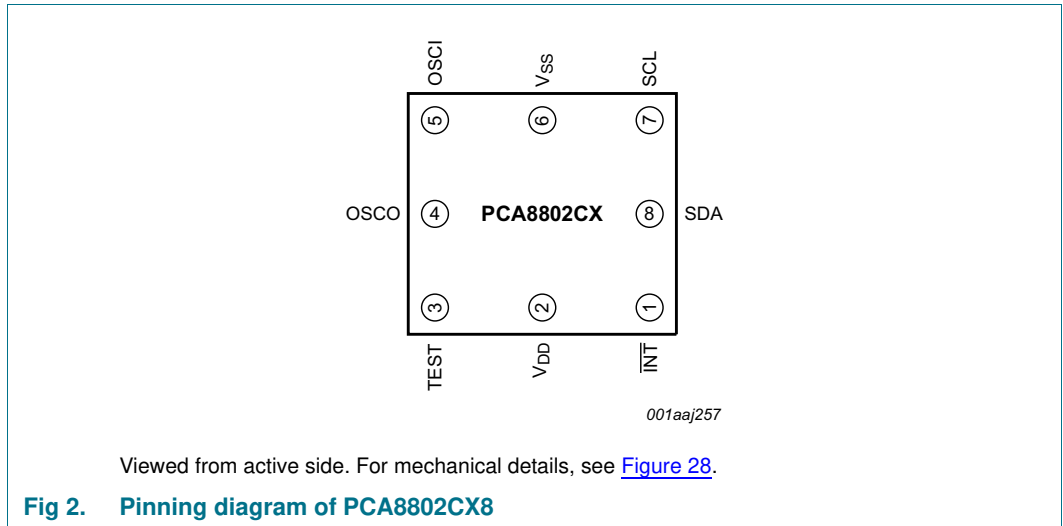 OSCI VSS SCL
5 6 7
OSCO 4 PCA8802CX 8 SDA
3 2 1
TEST VDD INT
001aaj257
Viewed from active side. For mechanical details, see Figure 28.
Fig 2. Pinning diagram of PCA8802CX8